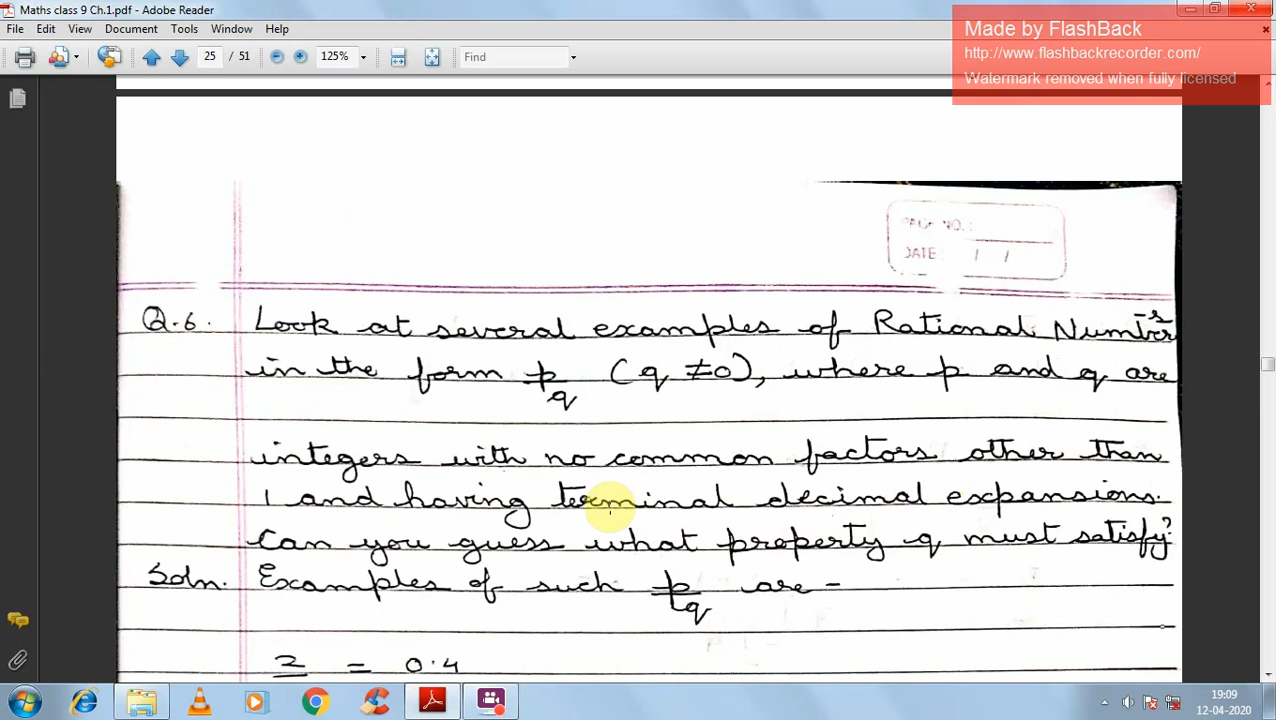 Maths class 9 Ch.1.pdf - Adobe Reader
File Edit View Document Tools Window Help
25 / 51 125% Find
Made by FlashBack
http://www.flashbackrecorder.com/
Watermark removed when fully licensed
PAGE NO.:
DATE: / /
Q.6. Look at several examples of Rational Numbers
in the form p/q (q ≠0), where p and q are
integers with no common factors other than
1 and having terminal decimal expansions.
Can you guess what property q must satisfy?
Soln. Examples of such p/q are -
2 = 0.4
19:09
12-04-2020